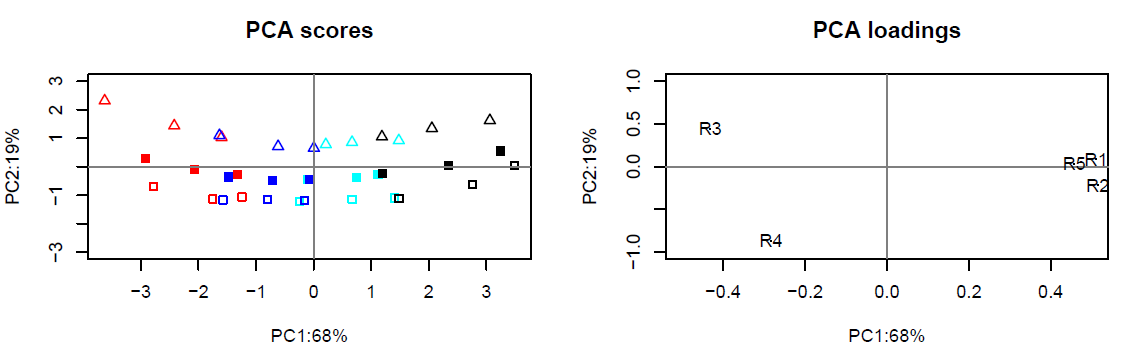 PCA scores
3
2
1
−1
−3
PC2:19%
−3
−2
−1
0
1
2
3
PC1:68%
PCA loadings
1.0
0.5
0.0
−1.0
PC2:19%
R3
R5
R1
R2
R4
−0.4
−0.2
0.0
0.2
0.4
PC1:68%